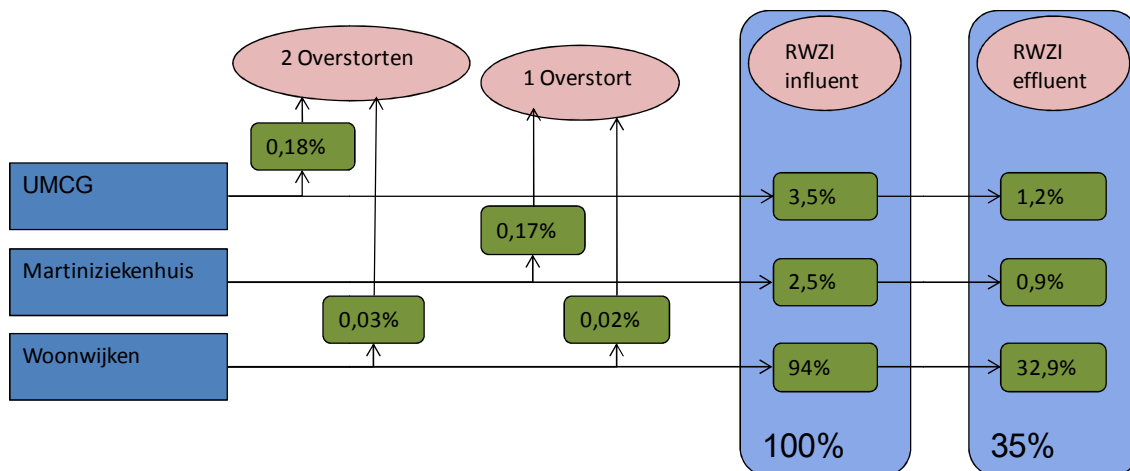 2 Overstorten
1 Overstort
RWZI
influent
RWZI
effluent
0,18%
UMCG
3,5%
1,2%
0,17%
Martiniziekenhuis
2,5%
0,9%
0,03%
0,02%
Woonwijken
94%
32,9%
100%
35%